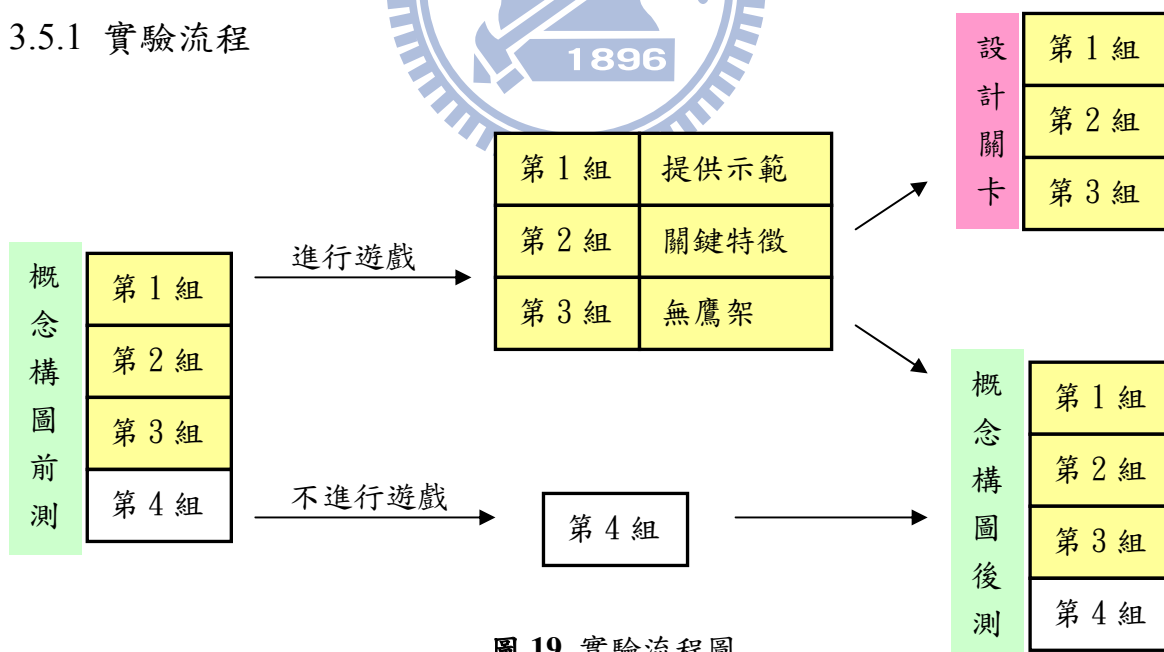 3.5.1 實驗流程
1896
概念構圖前測
第 1 組
第 2 組
第 3 組
第 4 組
進行遊戲
不進行遊戲
第 1 組 提供示範
第 2 組 關鍵特徵
第 3 組 無鷹架
第 4 組
設計關卡
第 1 組
第 2 組
第 3 組
概念構圖後測
第 1 組
第 2 組
第 3 組
第 4 組
圖 19 實驗流程圖